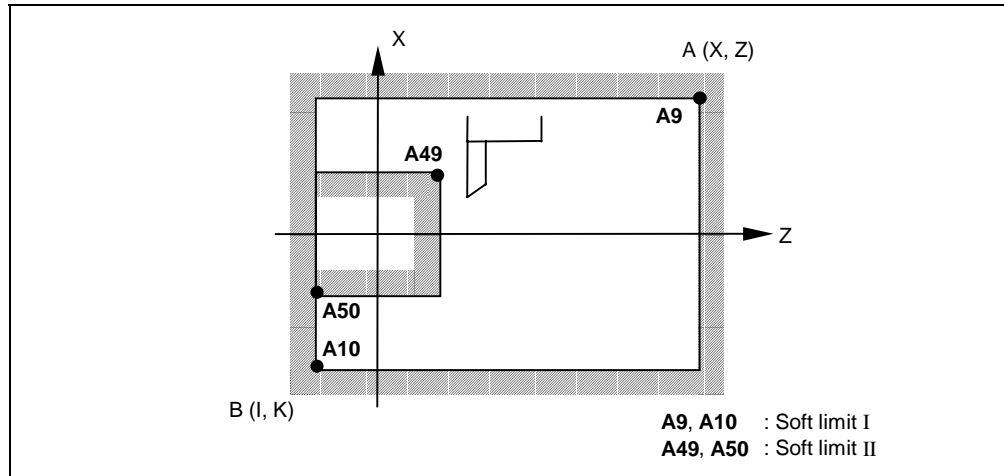 X
A (X, Z)
A9
A49
Z
A50
A10
B (I, K)
A9, A10 : Soft limit I
A49, A50 : Soft limit II